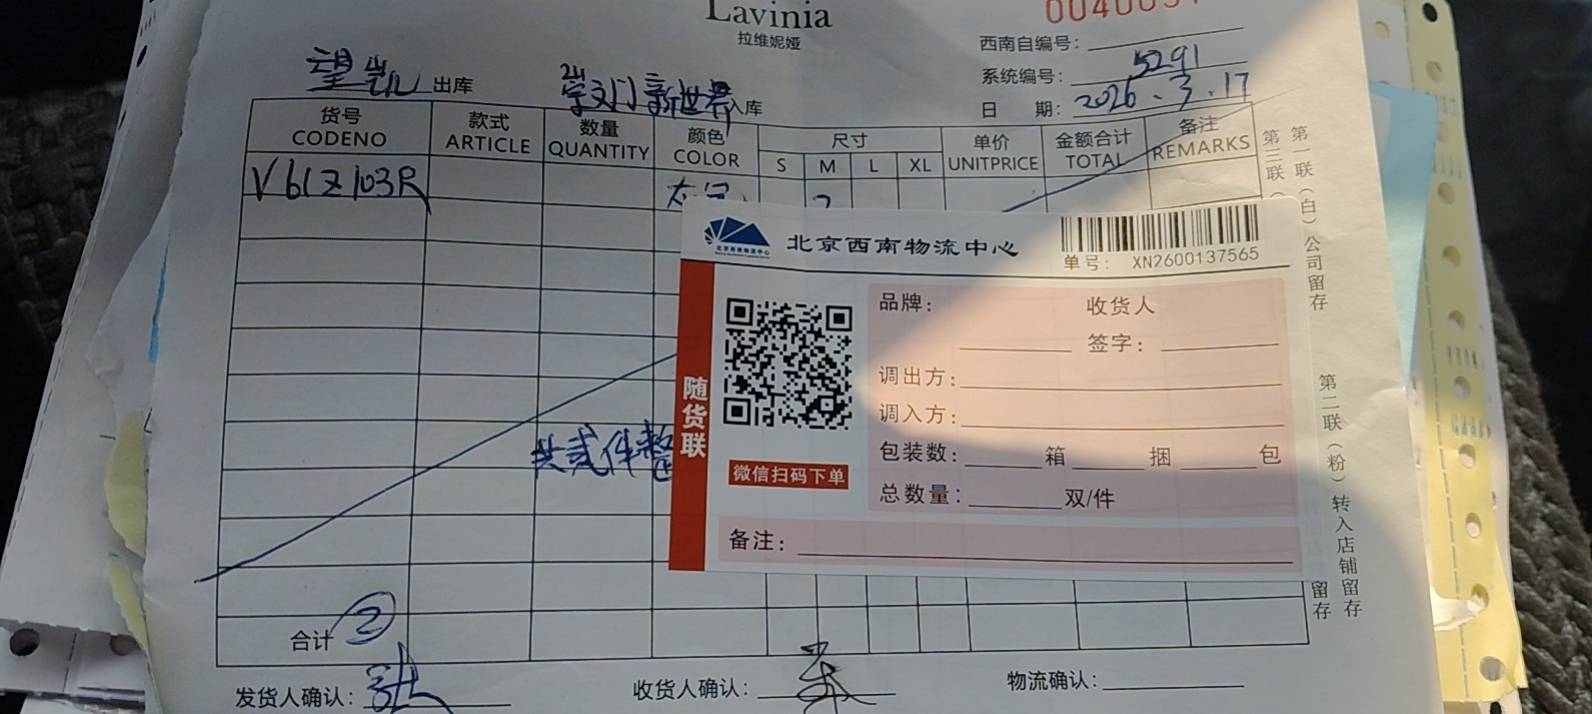 Lavinia
拉维妮娅
西南自编号:
系统编号: 5291
日 期: 2026.3.17
望凯 出库 崇文门新世界 入库
货号 款式 数量 颜色 尺寸 单价 金额合计 备注
CODENO ARTICLE QUANTITY COLOR S M L XL UNITPRICE TOTAL REMARKS
V61Z103R 2
北京西南物流中心
单号: XN2600137565
随货联
品牌: 收货人
签字:
调出方:
调入方:
包装数: 箱 捆 包
总数量: 双/件
微信扫码下单
备注:
共贰件整
合计 2
发货人确认: 收货人确认: 物流确认:
第一联(白)公司留存
第二联(粉)转入店铺留存
第三联(
留存